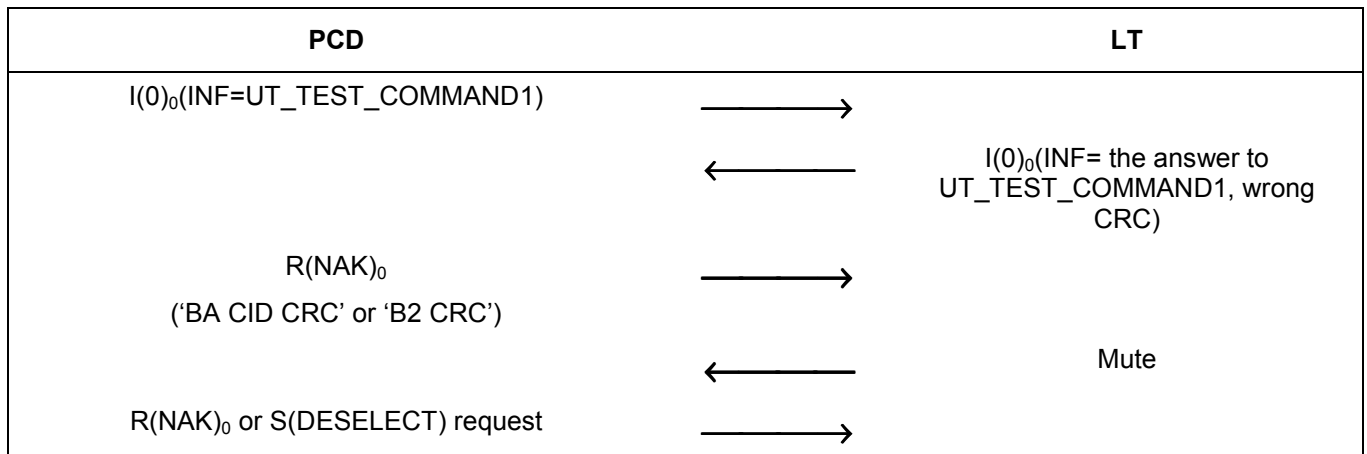 PCD LT
I(0)₀(INF=UT_TEST_COMMAND1)
I(0)₀(INF= the answer to
UT_TEST_COMMAND1, wrong
CRC)
R(NAK)₀
(‘BA CID CRC’ or ‘B2 CRC’)
Mute
R(NAK)₀ or S(DESELECT) request